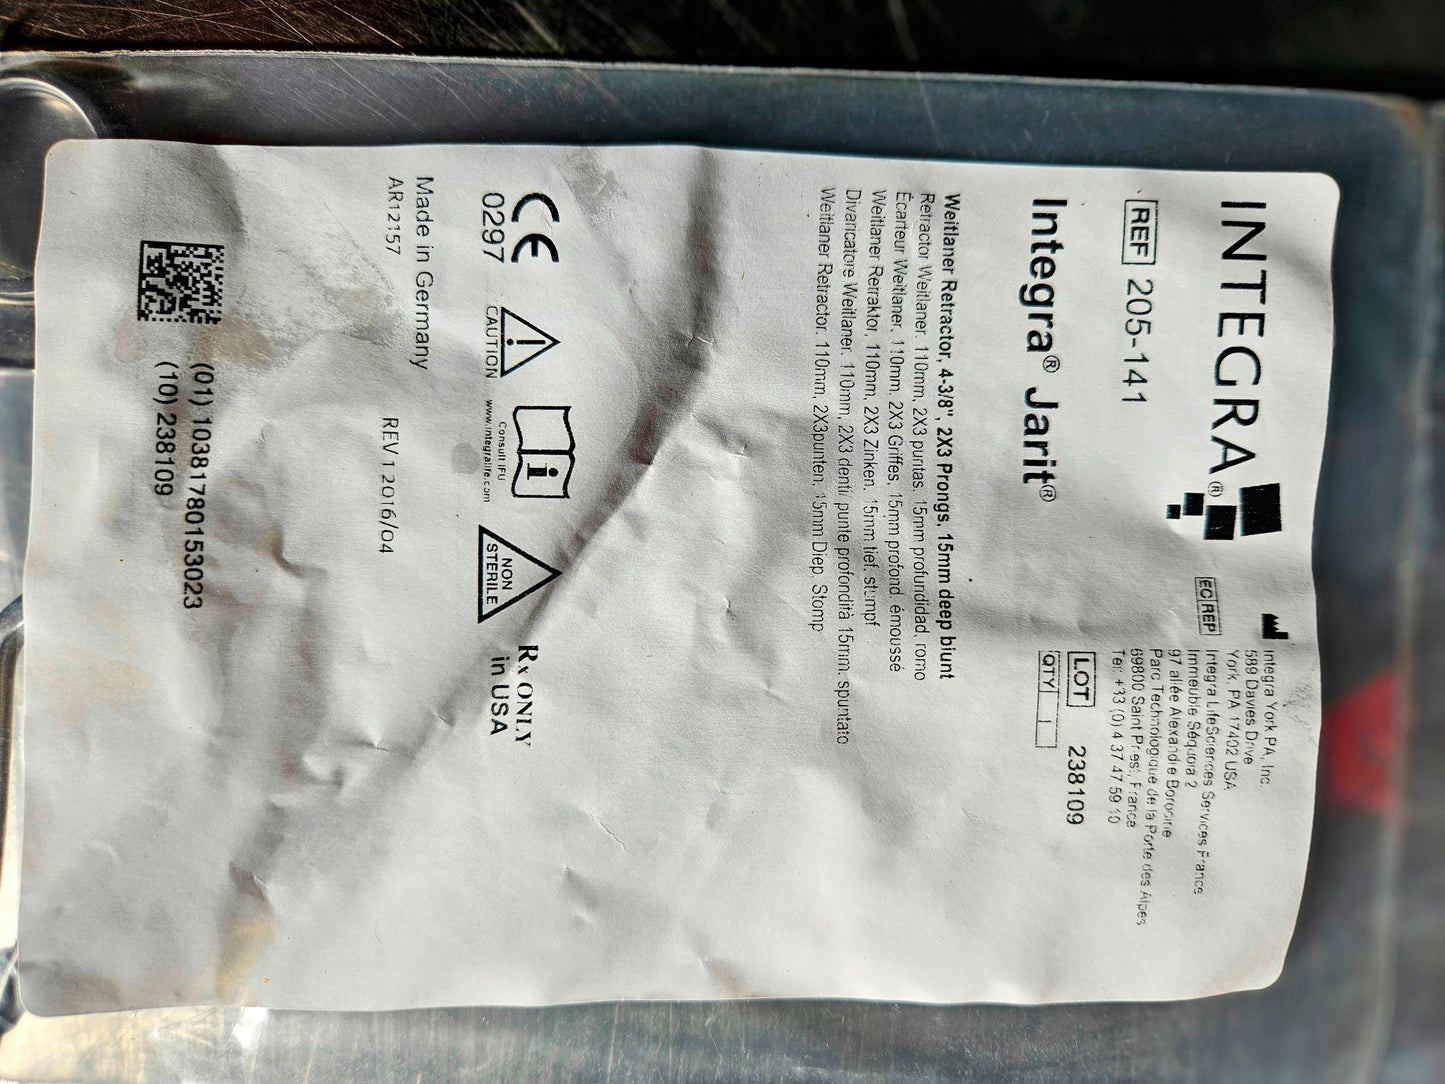 INTEGRA®
REF 205-141
Integra® Jarit®
Integra York PA, Inc.
589 Davies Drive
York, PA 17402 USA
EC REP
Integra LifeSciences Services France
Immeuble Séquoia 2
97 allée Alexandre Borodine
Parc Technologique de la Porte des Alpes
69800 Saint Priest, France
Tel: +33 (0) 4 37 47 59 10
LOT 238109
QTY 1
Weitlaner Retractor, 4-3/8", 2X3 Prongs, 15mm deep blunt
Retractor Weitlaner, 110mm, 2X3 puntas, 15mm profundidad, romo
Écarteur Weitlaner, 110mm, 2X3 Griffes, 15mm profond, émoussé
Weitlaner Retraktor, 110mm, 2X3 Zinken, 15mm tief, stumpf
Divaricatore Weitlaner, 110mm, 2X3 denti, punte profondità 15mm, spuntato
Weitlaner Retractor, 110mm, 2X3punten, 15mm Diep, Stomp
CE
0297
CAUTION
Consult IFU
www.integralife.com
NON
STERILE
Rx ONLY
in USA
Made in Germany
AR12157
REV 1 2016/04
(01) 10381780153023
(10) 238109